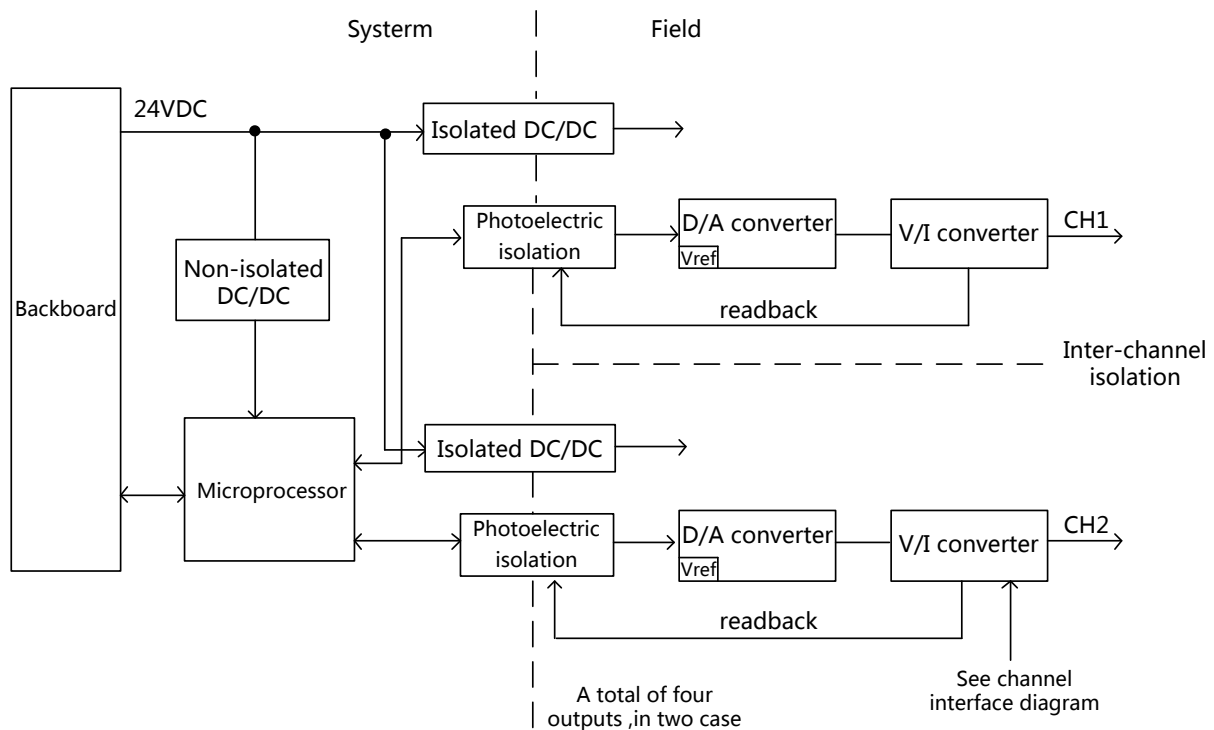 Systerm
Field
24VDC
Isolated DC/DC
Photoelectric
isolation
D/A converter
Vref
V/I converter
CH1
Non-isolated
DC/DC
Backboard
readback
Inter-channel
isolation
Isolated DC/DC
Microprocessor
Photoelectric
isolation
D/A converter
Vref
V/I converter
CH2
readback
See channel
interface diagram
A total of four
outputs ,in two case